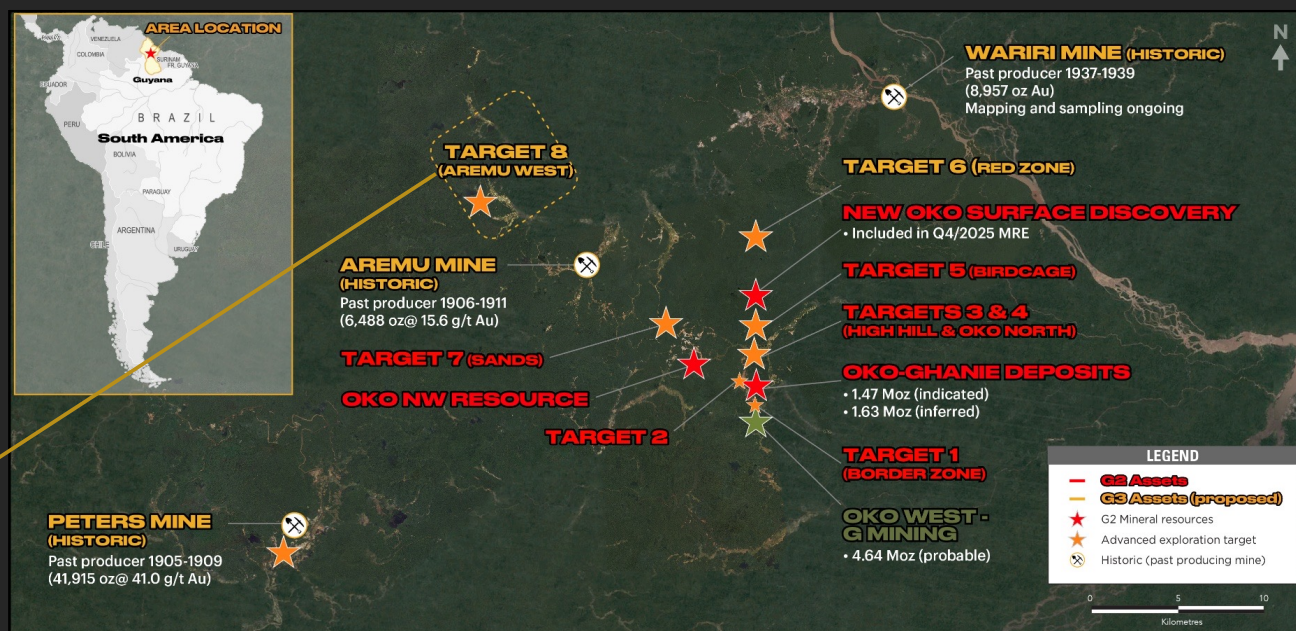 AREA LOCATION
VENEZUELA
COLOMBIA
SURINAM
FR. GUYANA
Guyana
ECUADOR
PERU
BRAZIL
South America
BOLIVIA
PARAGUAY
CHILE
ARGENTINA
URUGUAY
N
WARIRI MINE (HISTORIC)
Past producer 1937-1939
(8,957 oz Au)
Mapping and sampling ongoing
TARGET 8
(AREMU WEST)
TARGET 6 (RED ZONE)
NEW OKO SURFACE DISCOVERY
• Included in Q4/2025 MRE
AREMU MINE
(HISTORIC)
Past producer 1906-1911
(6,488 oz@ 15.6 g/t Au)
TARGET 5 (BIRDCAGE)
TARGETS 3 & 4
(HIGH HILL & OKO NORTH)
TARGET 7 (SANDS)
OKO NW RESOURCE
TARGET 2
OKO-GHANIE DEPOSITS
• 1.47 Moz (indicated)
• 1.63 Moz (inferred)
TARGET 1
(BORDER ZONE)
OKO WEST -
G MINING
• 4.64 Moz (probable)
PETERS MINE
(HISTORIC)
Past producer 1905-1909
(41,915 oz@ 41.0 g/t Au)
LEGEND
G2 Assets
G3 Assets (proposed)
G2 Mineral resources
Advanced exploration target
Historic (past producing mine)
0 5 10
Kilometres